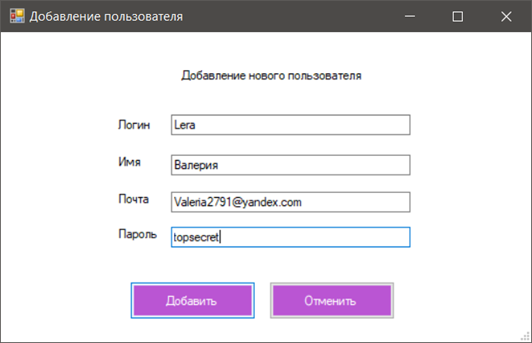 Добавление пользователя
Добавление нового пользователя
Логин Lera
Имя Валерия
Почта Valeria2791@yandex.com
Пароль topsecret
Добавить Отменить